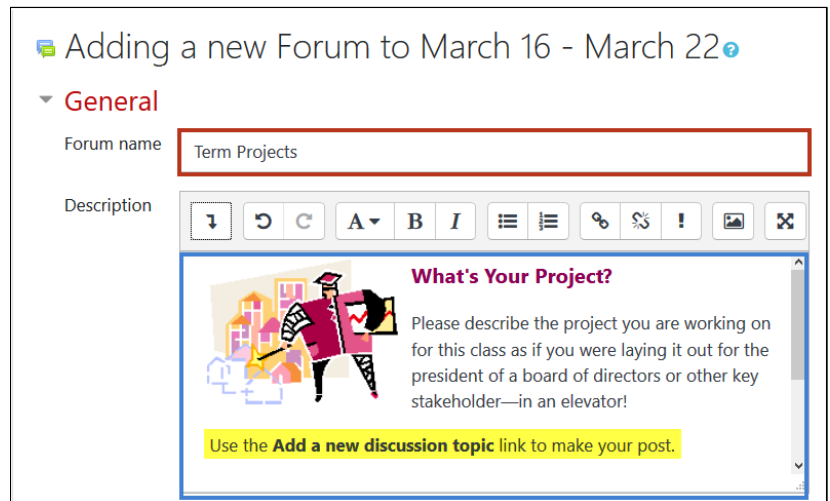 Adding a new Forum to March 16 - March 22
General
Forum name
Term Projects
Description
A B I
What's Your Project?
Please describe the project you are working on
for this class as if you were laying it out for the
president of a board of directors or other key
stakeholder—in an elevator!
Use the Add a new discussion topic link to make your post.